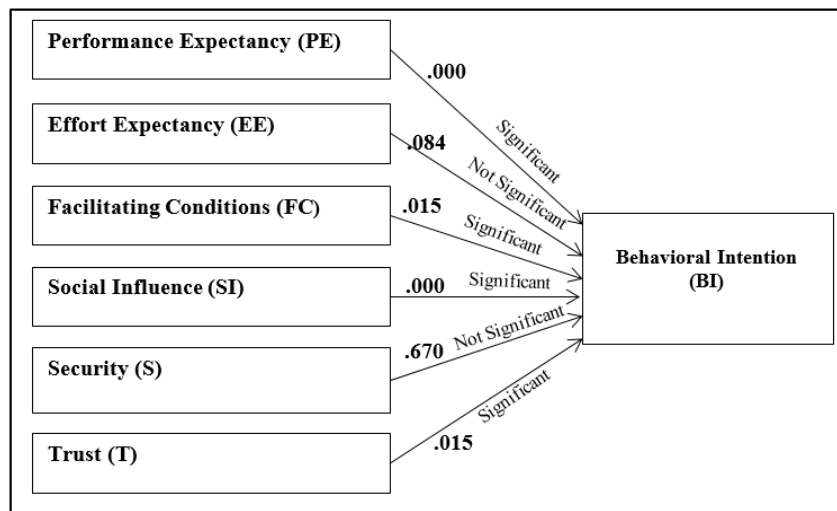 Performance Expectancy (PE)
.000
Significant
Effort Expectancy (EE)
.084
Not Significant
Facilitating Conditions (FC)
.015
Significant
Behavioral Intention
(BI)
Social Influence (SI)
.000
Significant
Security (S)
.670
Not Significant
Trust (T)
.015
Significant